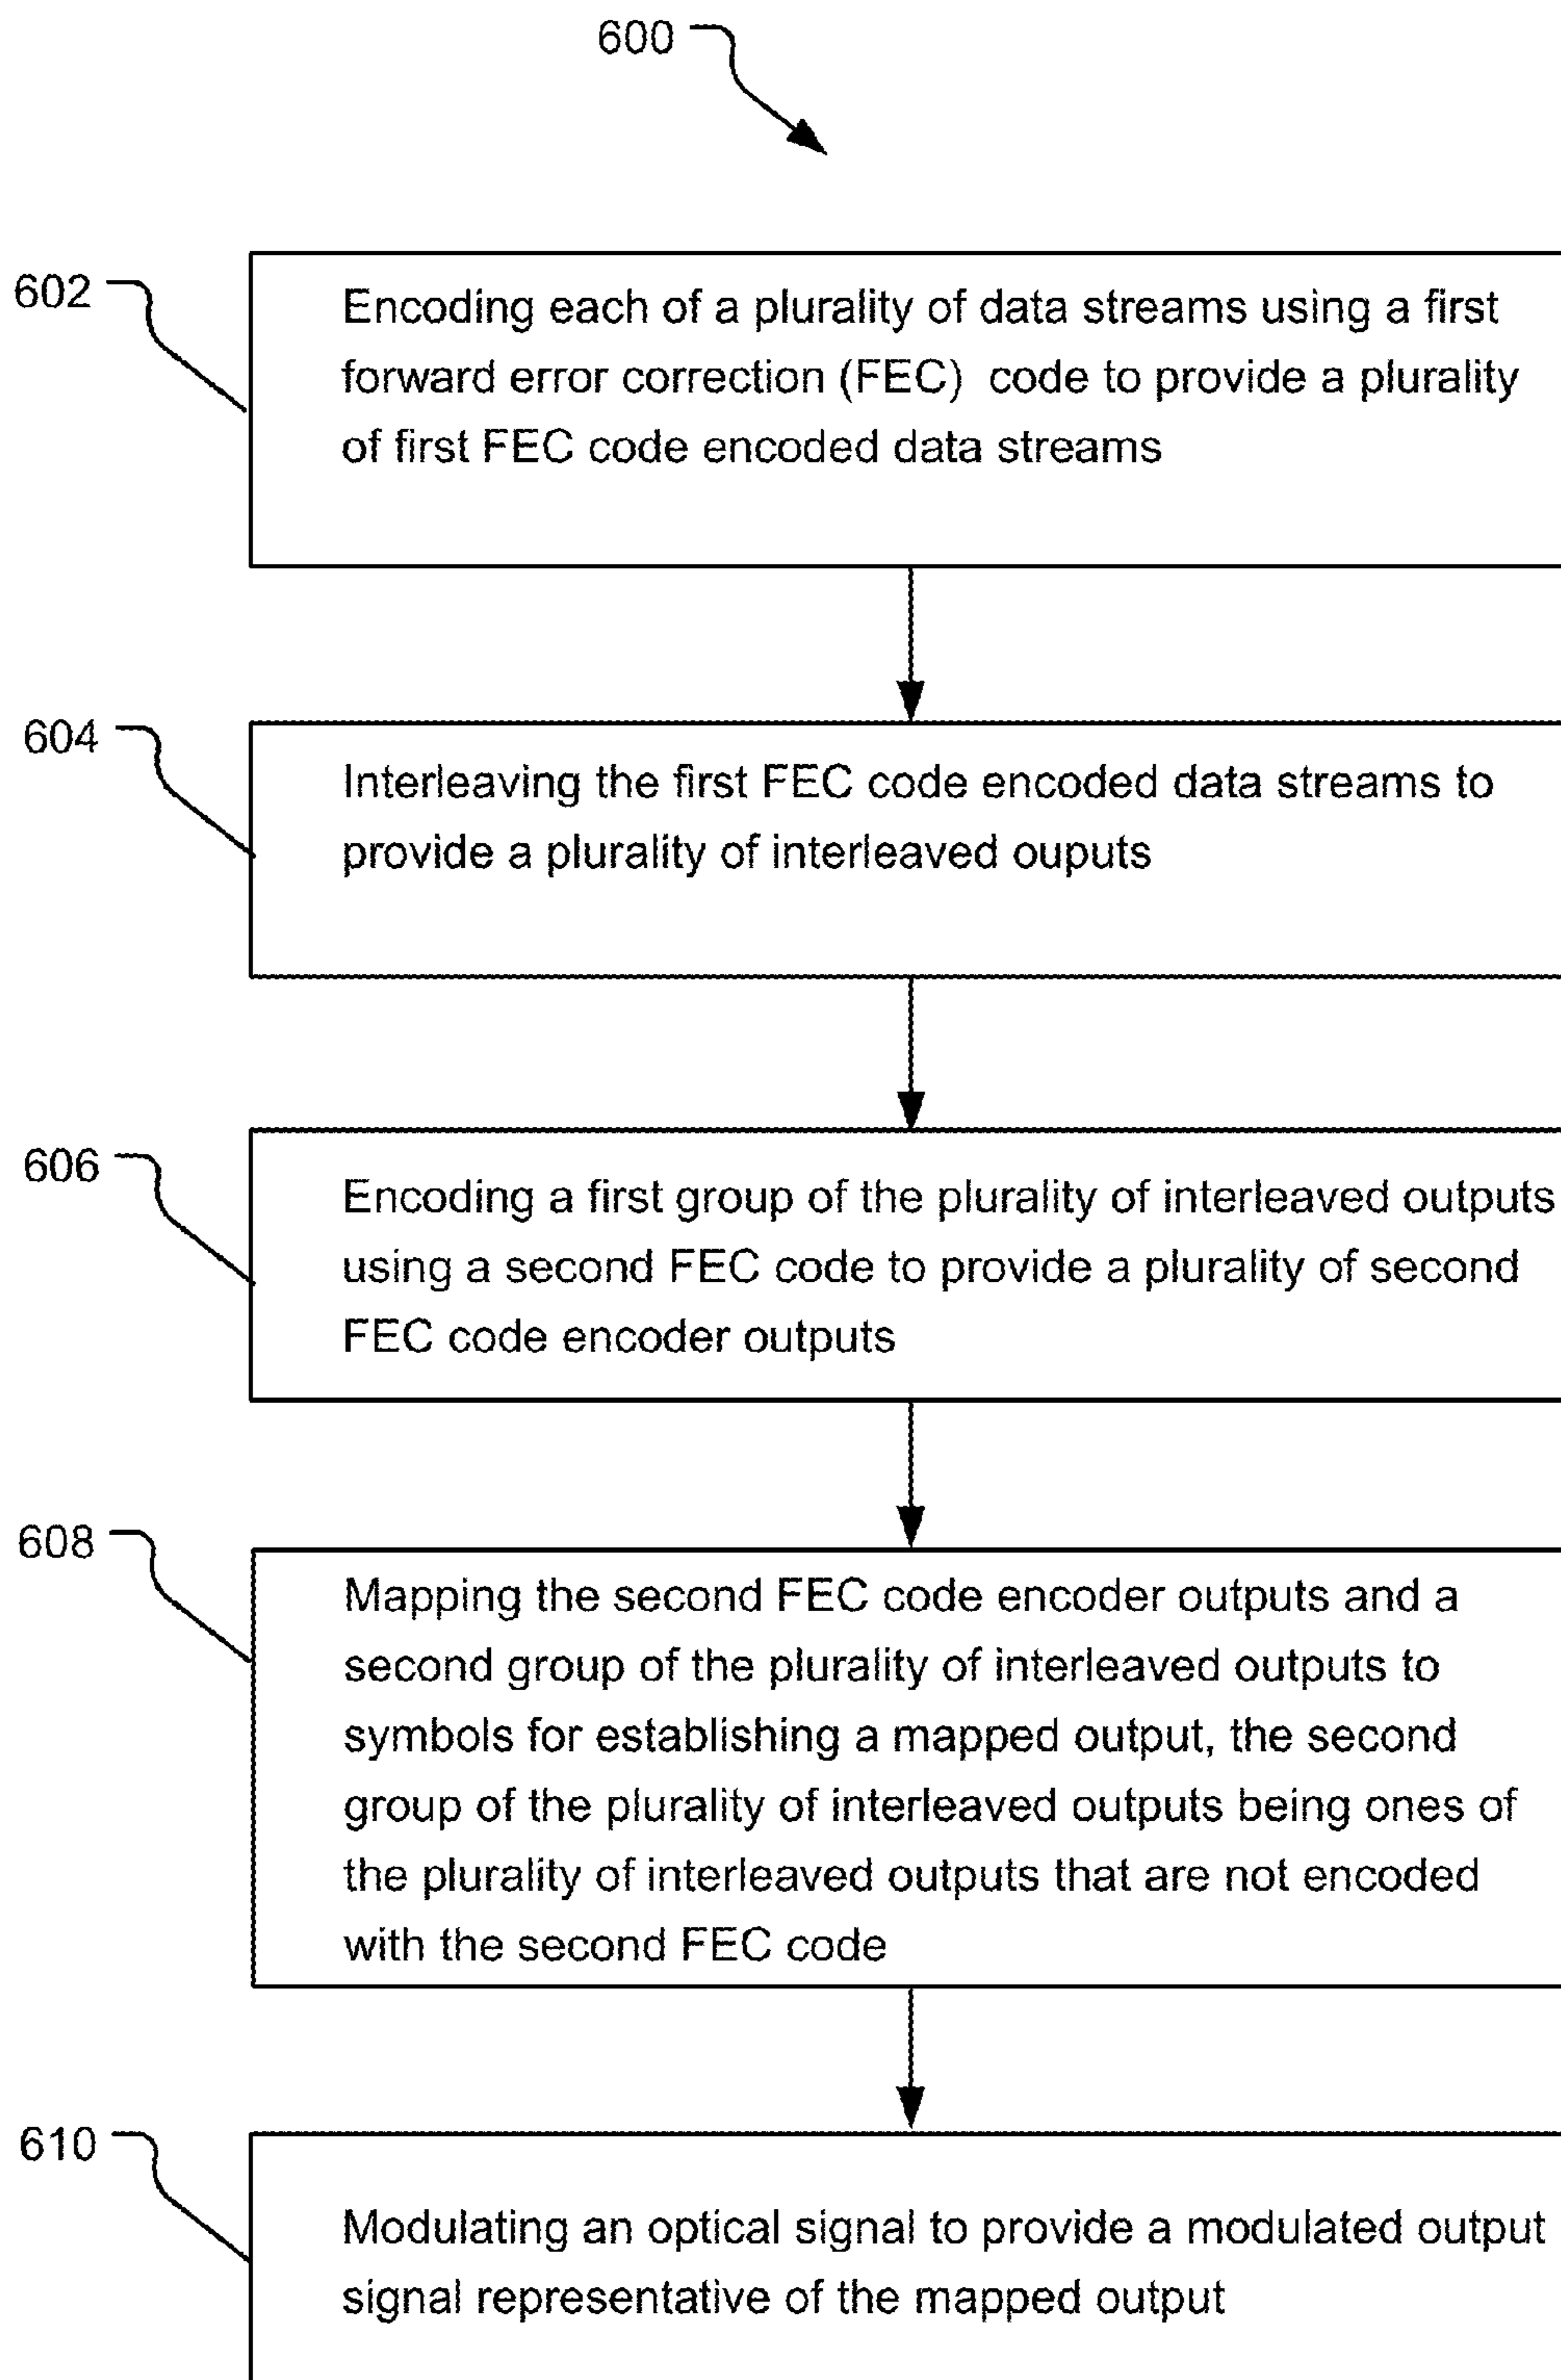 600
602
Encoding each of a plurality of data streams using a first
forward error correction (FEC) code to provide a plurality
of first FEC code encoded data streams
604
Interleaving the first FEC code encoded data streams to
provide a plurality of interleaved ouputs
606
Encoding a first group of the plurality of interleaved outputs
using a second FEC code to provide a plurality of second
FEC code encoder outputs
608
Mapping the second FEC code encoder outputs and a
second group of the plurality of interleaved outputs to
symbols for establishing a mapped output, the second
group of the plurality of interleaved outputs being ones of
the plurality of interleaved outputs that are not encoded
with the second FEC code
610
Modulating an optical signal to provide a modulated output
signal representative of the mapped output